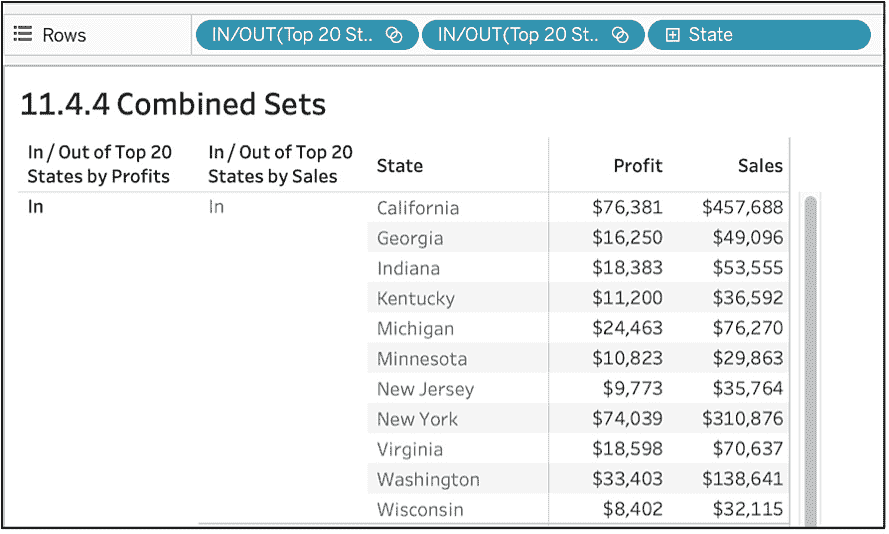 Rows IN/OUT(Top 20 St.. IN/OUT(Top 20 St.. State
11.4.4 Combined Sets
In / Out of Top 20 States by Profits In / Out of Top 20 States by Sales State Profit Sales
In In California $76,381 $457,688
Georgia $16,250 $49,096
Indiana $18,383 $53,555
Kentucky $11,200 $36,592
Michigan $24,463 $76,270
Minnesota $10,823 $29,863
New Jersey $9,773 $35,764
New York $74,039 $310,876
Virginia $18,598 $70,637
Washington $33,403 $138,641
Wisconsin $8,402 $32,115